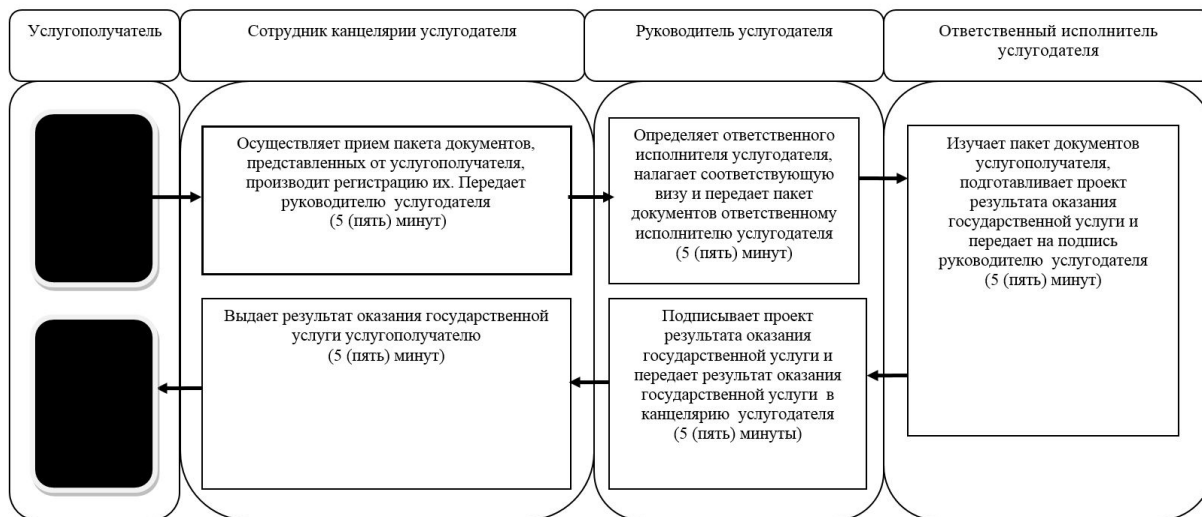 Услугополучатель
Сотрудник канцелярии услугодателя
Руководитель услугодателя
Ответственный исполнитель
услугодателя
Осуществляет прием пакета документов,
представленных от услугополучателя,
производит регистрацию их. Передает
руководителю услугодателя
(5 (пять) минут)
Определяет ответственного
исполнителя услугодателя,
налагает соответствующую
визу и передает пакет
документов ответственному
исполнителю услугодателя
(5 (пять) минут)
Изучает пакет документов
услугополучателя,
подготавливает проект
результата оказания
государственной услуги и
передает на подпись
руководителю услугодателя
(5 (пять) минут)
Выдает результат оказания государственной
услуги услугополучателю
(5 (пять) минут)
Подписывает проект
результата оказания
государственной услуги и
передает результат оказания
государственной услуги в
канцелярию услугодателя
(5 (пять) минуты)